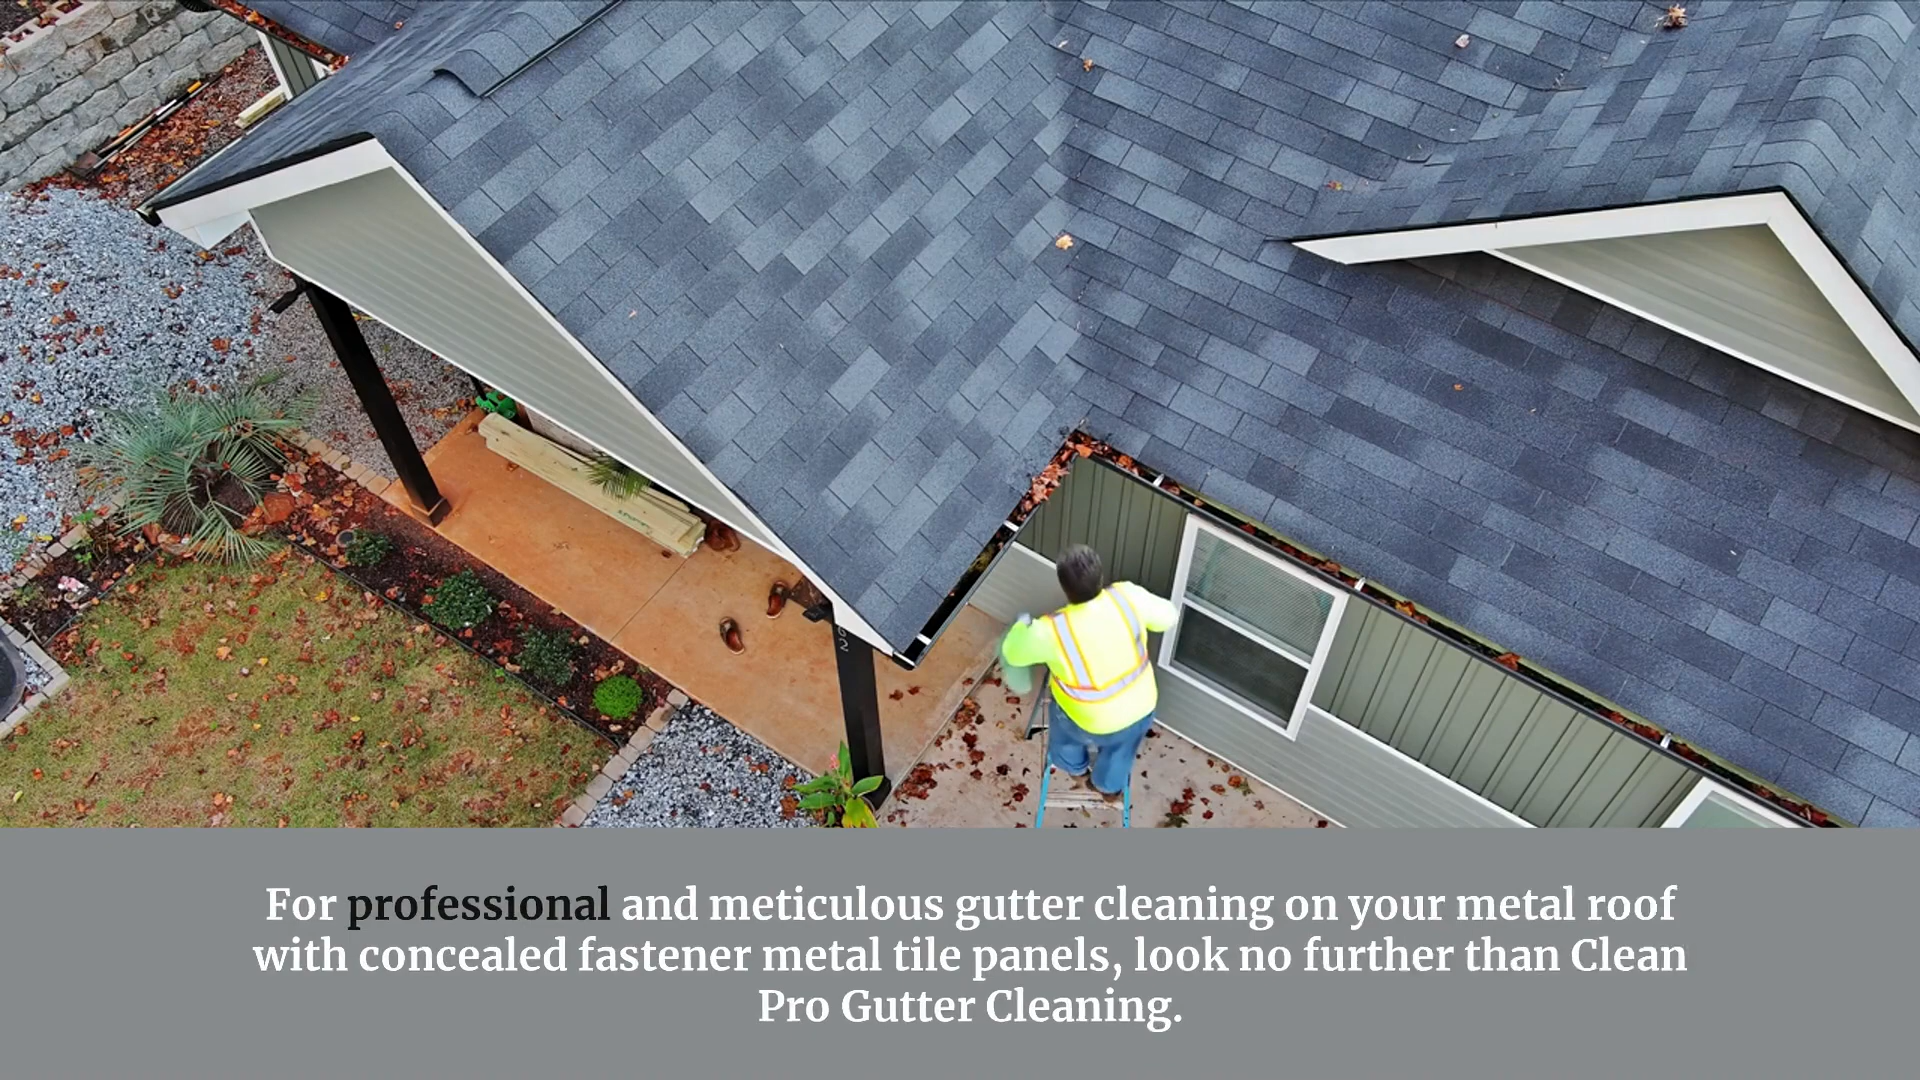 For professional and meticulous gutter cleaning on your metal roof
with concealed fastener metal tile panels, look no further than Clean
Pro Gutter Cleaning.
62